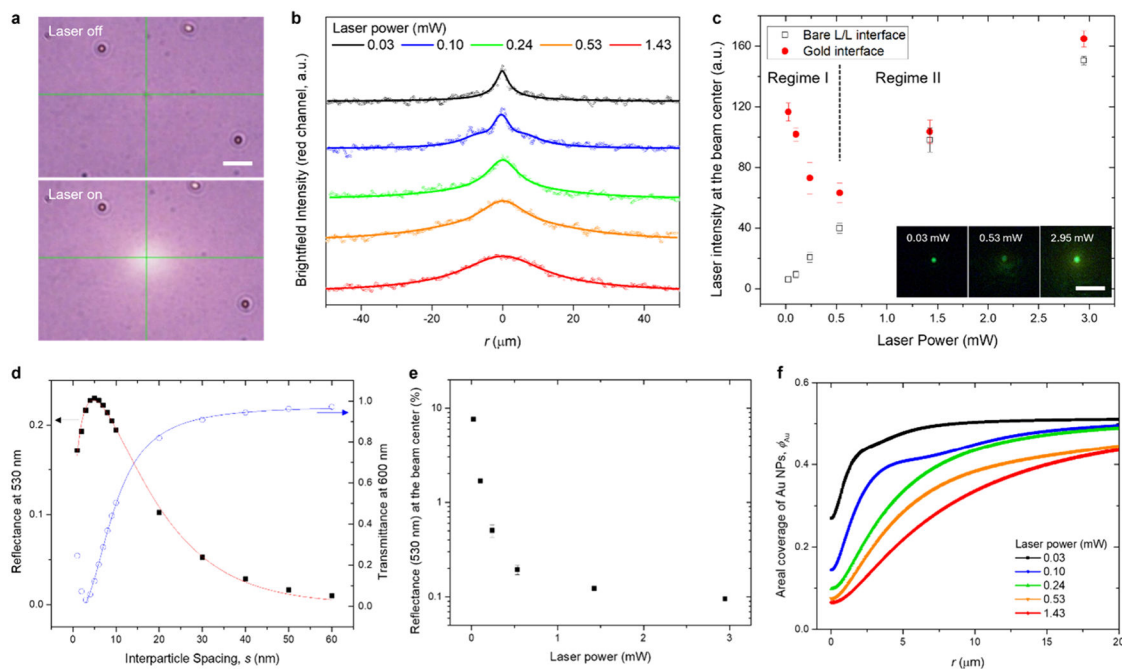 a
Laser off
Laser on
b
Laser power (mW)
0.03 0.10 0.24 0.53 1.43
Brightfield Intensity (red channel, a.u.)
-40 -20 0 20 40
r (μm)
c
Bare L/L interface
Gold interface
Regime I
Regime II
Laser intensity at the beam center (a.u.)
160
120
80
40
0
0.03 mW 0.53 mW 2.95 mW
0.0 0.5 1.0 1.5 2.0 2.5 3.0
Laser Power (mW)
d
Reflectance at 530 nm
0.2
0.1
0.0
Transmittance at 600 nm
1.0
0.8
0.6
0.4
0.2
0.0
0 10 20 30 40 50 60
Interparticle Spacing, s (nm)
e
Reflectance (530 nm) at the beam center (%)
10
1
0.1
0 1 2 3
Laser power (mW)
f
Areal coverage of Au NPs, ϕAu
0.6
0.4
0.2
0.0
Laser power (mW)
0.03
0.10
0.24
0.53
1.43
0 5 10 15 20
r (μm)